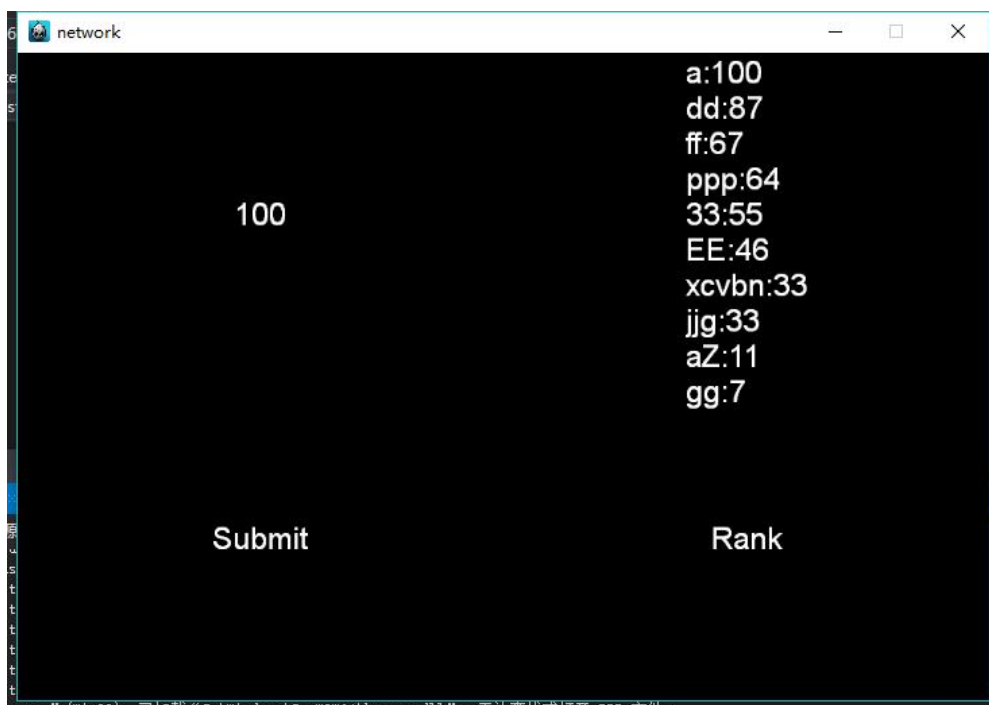 network
a:100
dd:87
ff:67
ppp:64
100
33:55
EE:46
xcvbn:33
jjg:33
aZ:11
gg:7
Submit
Rank